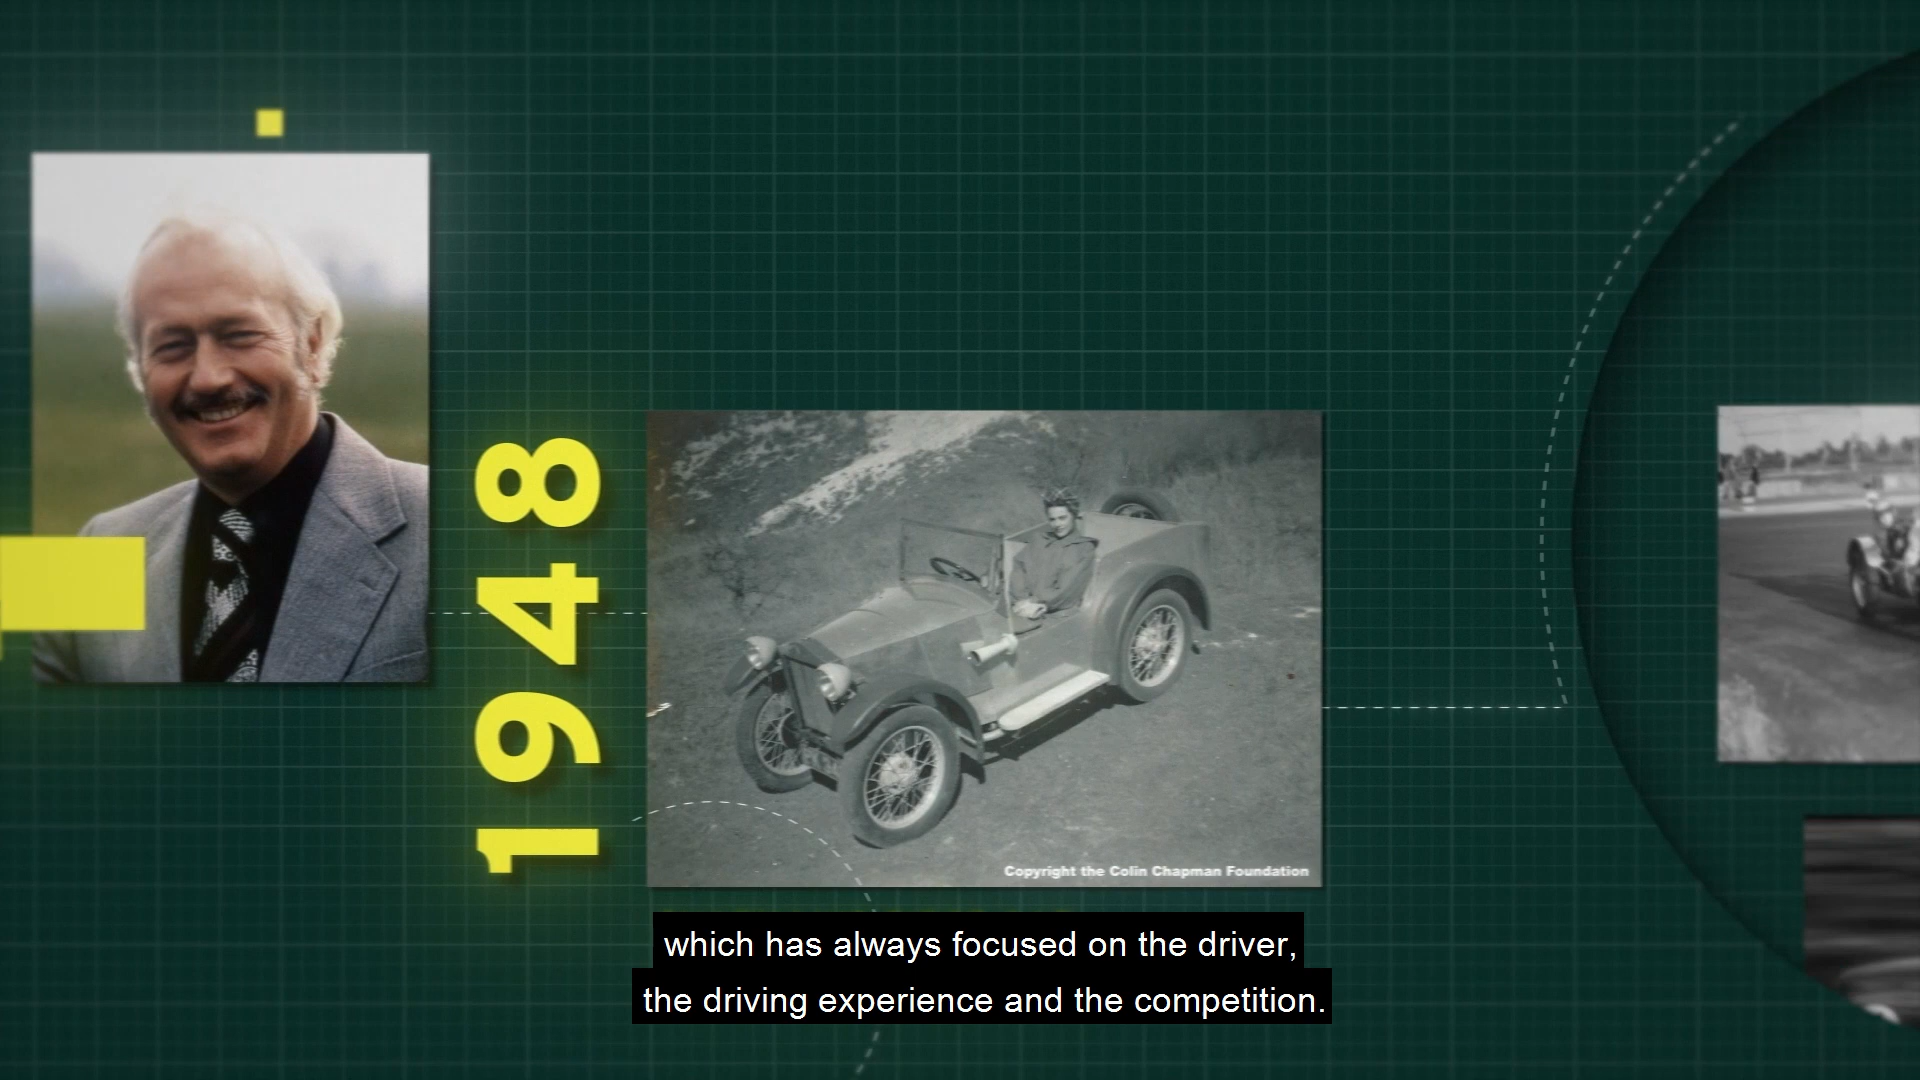 1948
Copyright the Colin Chapman Foundation
which has always focused on the driver,
the driving experience and the competition.